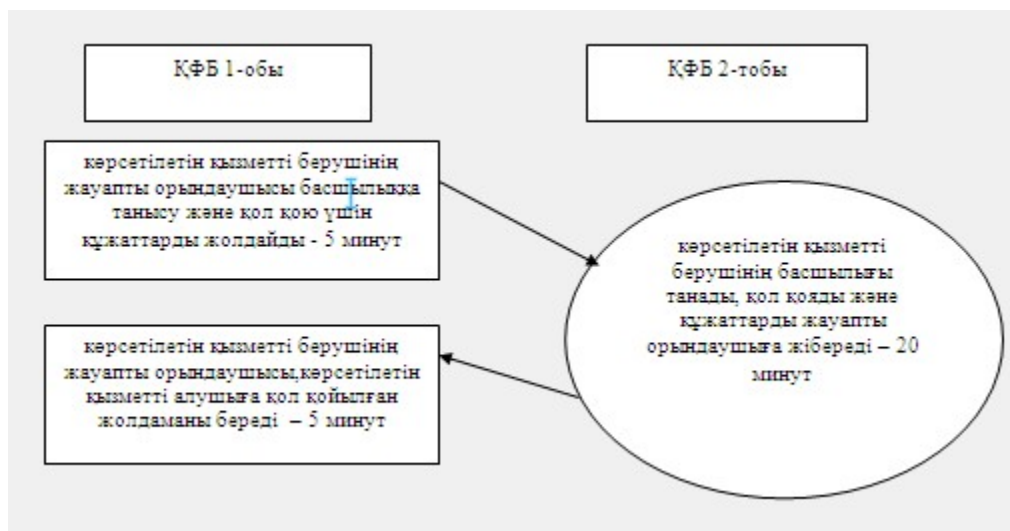 ҚФБ 1-обы
ҚФБ 2-тобы
көрсетілетін қызметті берушінің
жауапты орындаушысы басшылыққа
танысу және қол қою үшін
құжаттарды жолдайды - 5 минут
көрсетілетін қызметті
берушінің басшылығы
танады, қол қояды және
құжаттарды жауапты
орындаушыға жібереді – 20
минут
көрсетілетін қызметті берушінің
жауапты орындаушысы,көрсетілетін
қызметті алушыға қол қойылған
жолдаманы береді – 5 минут